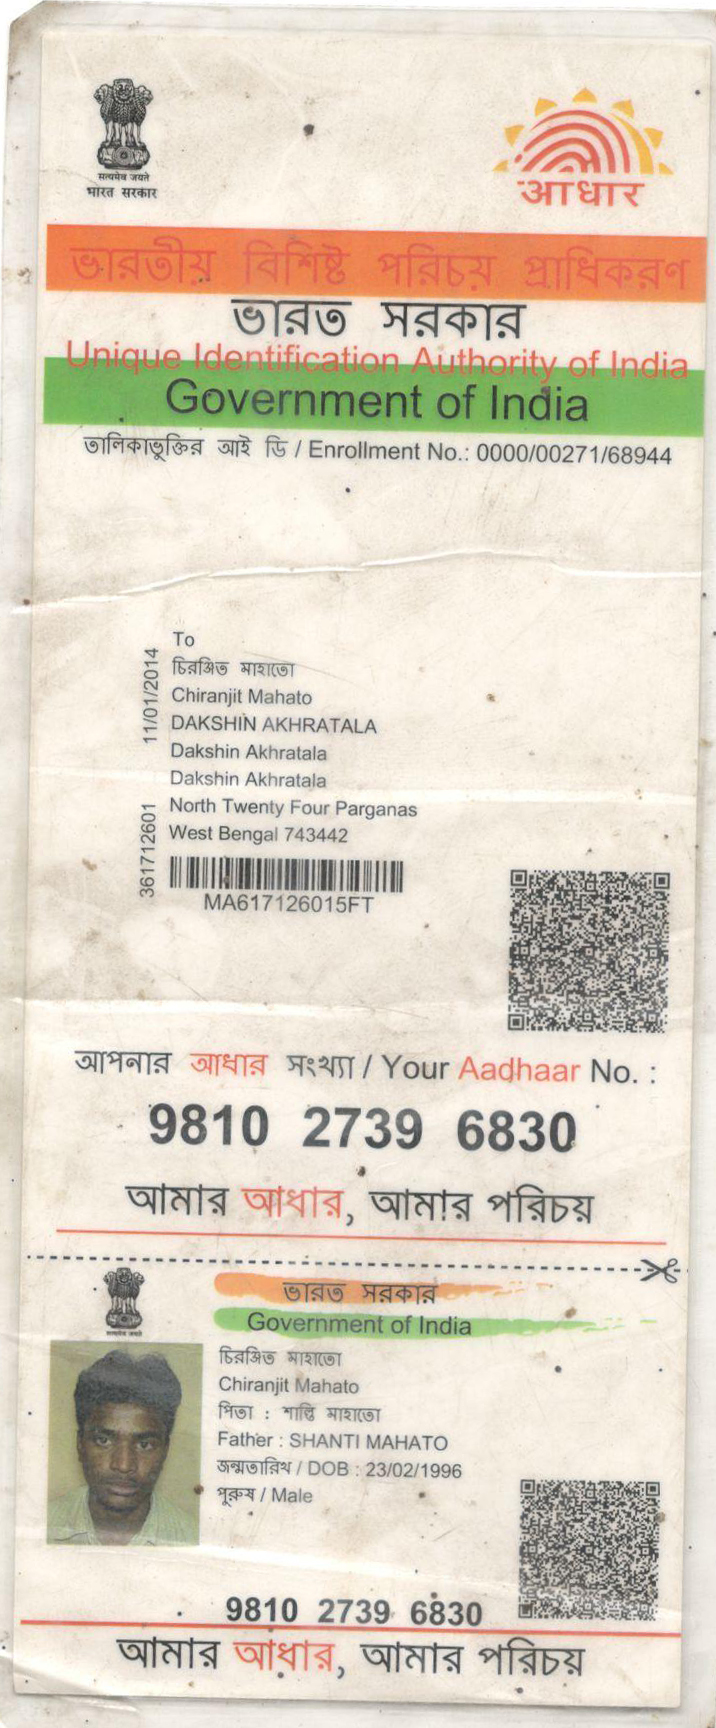 सत्यमेव जयते
भारत सरकार
आधार
ভারতীয় বিশিষ্ট পরিচয় প্রাধিকরণ
ভারত সরকার
Unique Identification Authority of India
Government of India
তালিকাভুক্তির আই ডি / Enrollment No.: 0000/00271/68944
To
চিরঞ্জিত মাহাতো
Chiranjit Mahato
DAKSHIN AKHRATALA
Dakshin Akhratala
Dakshin Akhratala
North Twenty Four Parganas
West Bengal 743442
11/01/2014
361712601
MA617126015FT
আপনার আধার সংখ্যা / Your Aadhaar No. :
9810 2739 6830
আমার আধার, আমার পরিচয়
ভারত সরকার
Government of India
सत्यमेव जयते
চিরঞ্জিত মাহাতো
Chiranjit Mahato
পিতা : শান্তি মাহাতো
Father : SHANTI MAHATO
জন্মতারিখ / DOB : 23/02/1996
পুরুষ / Male
9810 2739 6830
আমার আধার, আমার পরিচয়